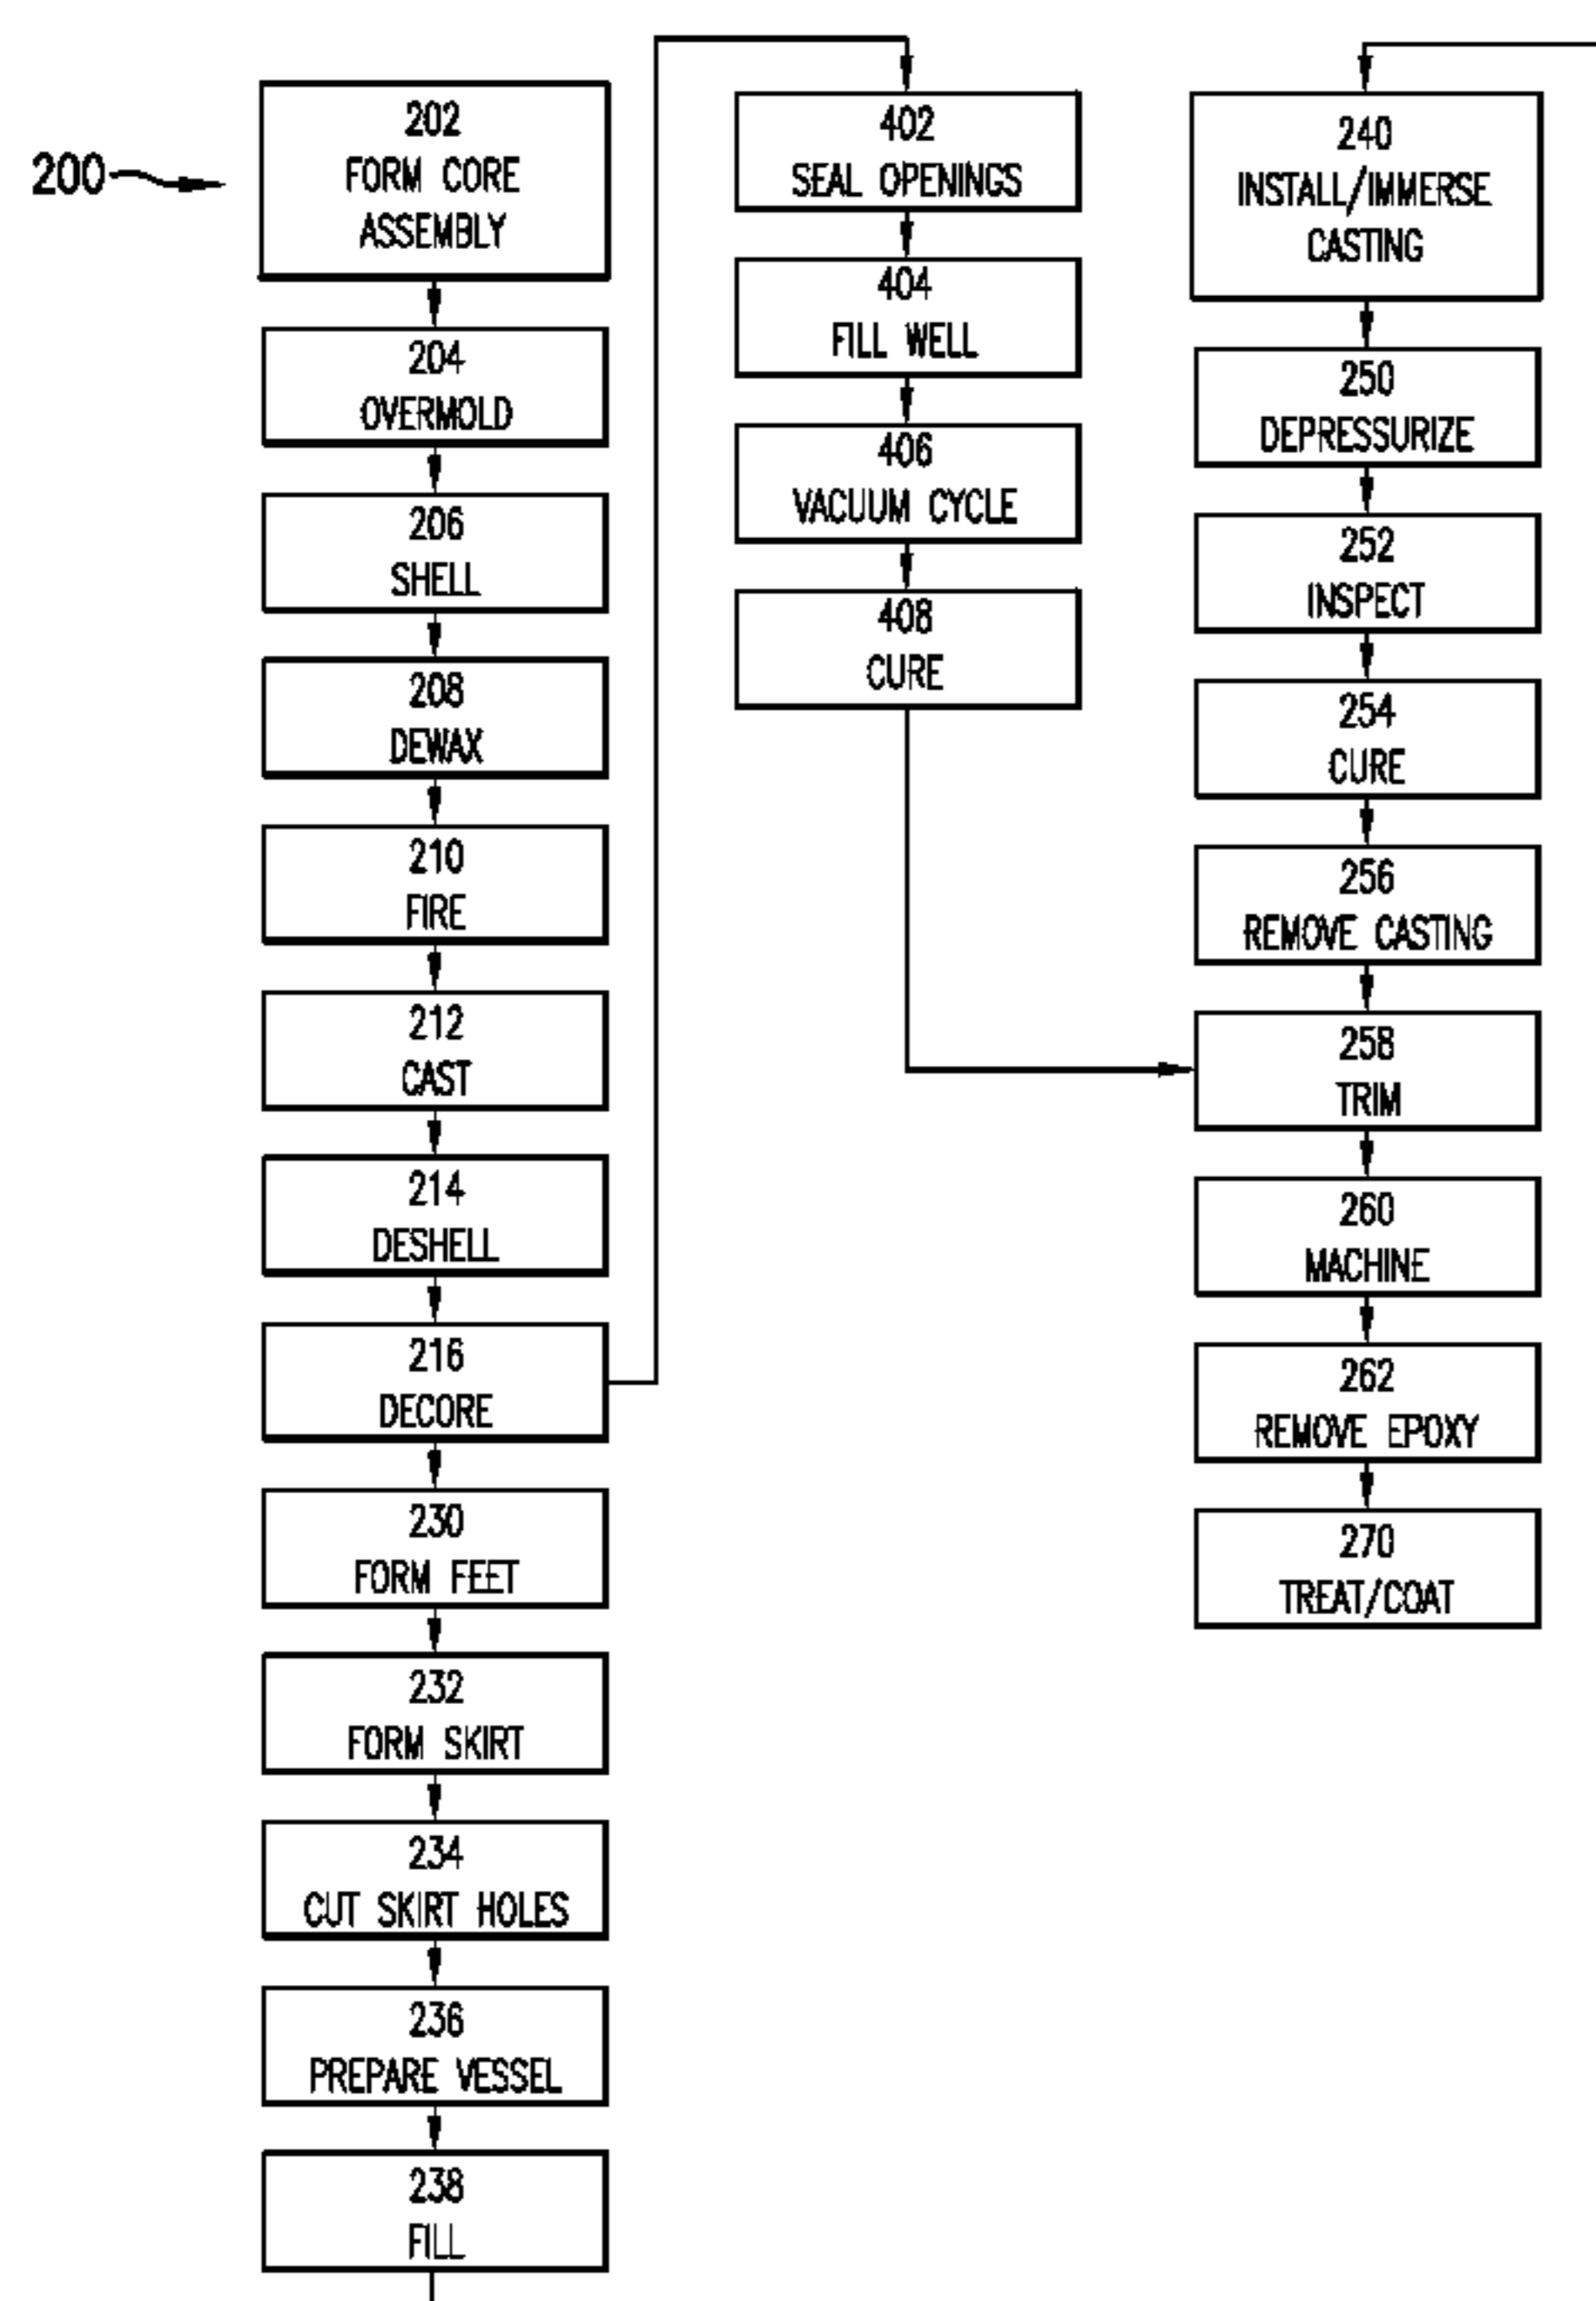 200
202
FORM CORE
ASSEMBLY
204
OVERMOLD
206
SHELL
208
DEWAX
210
FIRE
212
CAST
214
DESHELL
216
DECORE
230
FORM FEET
232
FORM SKIRT
234
CUT SKIRT HOLES
236
PREPARE VESSEL
238
FILL
402
SEAL OPENINGS
404
FILL WELL
406
VACUUM CYCLE
408
CURE
240
INSTALL/IMMERSE
CASTING
250
DEPRESSURIZE
252
INSPECT
254
CURE
256
REMOVE CASTING
258
TRIM
260
MACHINE
262
REMOVE EPOXY
270
TREAT/COAT